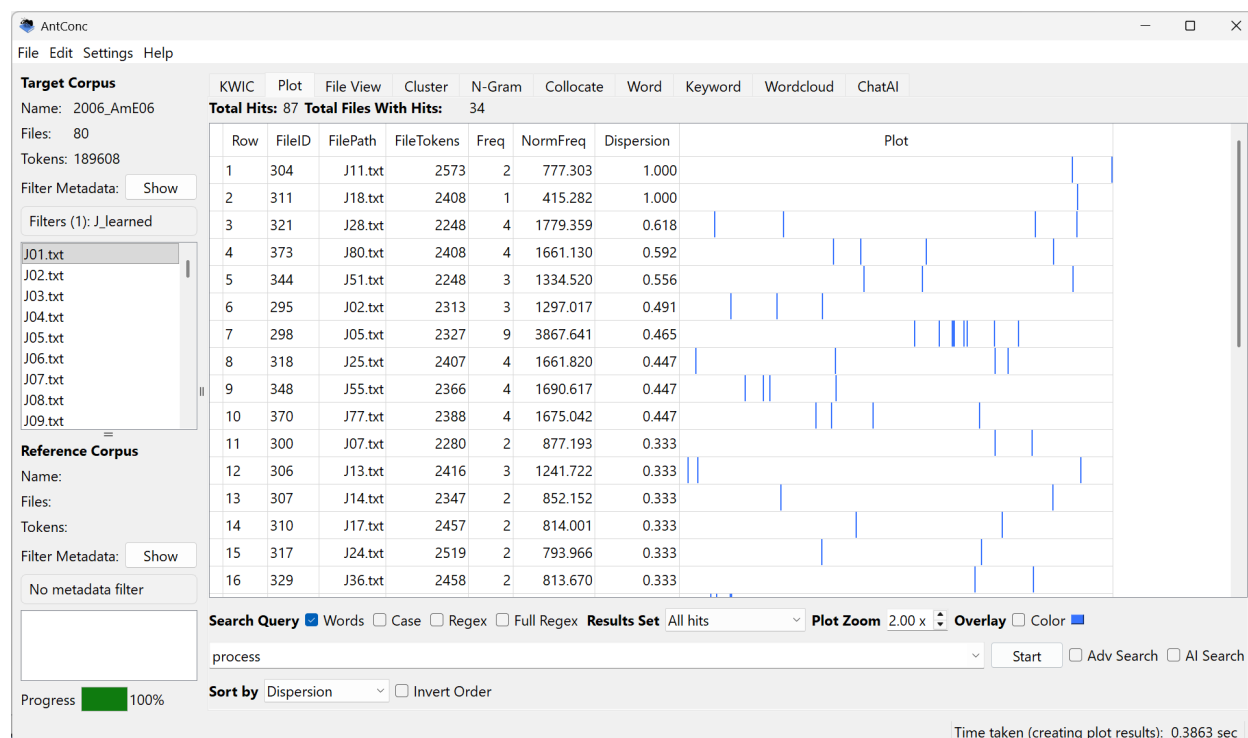 AntConc
File Edit Settings Help
Target Corpus
Name: 2006_AmE06
Files: 80
Tokens: 189608
Filter Metadata: Show
Filters (1): J_learned
J01.txt
J02.txt
J03.txt
J04.txt
J05.txt
J06.txt
J07.txt
J08.txt
J09.txt
Reference Corpus
Name:
Files:
Tokens:
Filter Metadata: Show
No metadata filter
Progress 100%
KWIC Plot File View Cluster N-Gram Collocate Word Keyword Wordcloud ChatAI
Total Hits: 87 Total Files With Hits: 34
Row FileID FilePath FileTokens Freq NormFreq Dispersion Plot
1 304 J11.txt 2573 2 777.303 1.000
2 311 J18.txt 2408 1 415.282 1.000
3 321 J28.txt 2248 4 1779.359 0.618
4 373 J80.txt 2408 4 1661.130 0.592
5 344 J51.txt 2248 3 1334.520 0.556
6 295 J02.txt 2313 3 1297.017 0.491
7 298 J05.txt 2327 9 3867.641 0.465
8 318 J25.txt 2407 4 1661.820 0.447
9 348 J55.txt 2366 4 1690.617 0.447
10 370 J77.txt 2388 4 1675.042 0.447
11 300 J07.txt 2280 2 877.193 0.333
12 306 J13.txt 2416 3 1241.722 0.333
13 307 J14.txt 2347 2 852.152 0.333
14 310 J17.txt 2457 2 814.001 0.333
15 317 J24.txt 2519 2 793.966 0.333
16 329 J36.txt 2458 2 813.670 0.333
Search Query Words Case Regex Full Regex Results Set All hits Plot Zoom 2.00 x Overlay Color
process Start Adv Search AI Search
Sort by Dispersion Invert Order
Time taken (creating plot results): 0.3863 sec